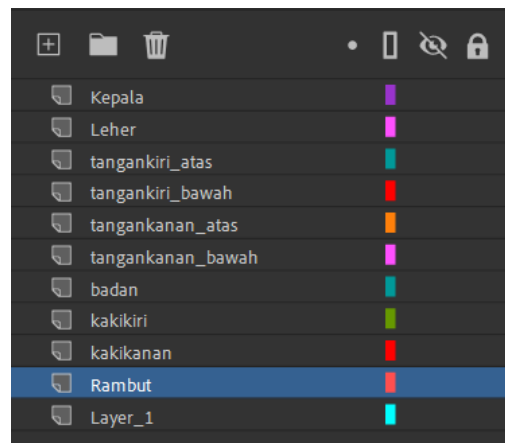 Kepala
Leher
tangankiri_atas
tangankiri_bawah
tangankanan_atas
tangankanan_bawah
badan
kakikiri
kakikanan
Rambut
Layer_1